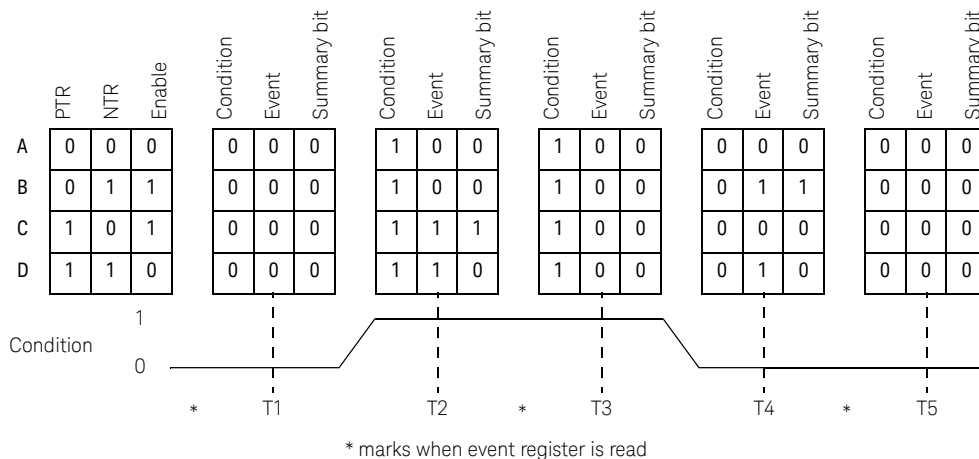 PTR NTR Enable Condition Event Summary bit Condition Event Summary bit Condition Event Summary bit Condition Event Summary bit Condition Event Summary bit
A 0 0 0 0 0 0 1 0 0 1 0 0 0 0 0 0 0 0
B 0 1 1 0 0 0 1 0 0 1 0 0 0 1 1 0 0 0
C 1 0 1 0 0 0 1 1 1 1 0 0 0 0 0 0 0 0
D 1 1 0 0 0 0 1 1 0 1 0 0 0 1 0 0 0 0
1
Condition
0
* T1 T2 * T3 T4 * T5
* marks when event register is read